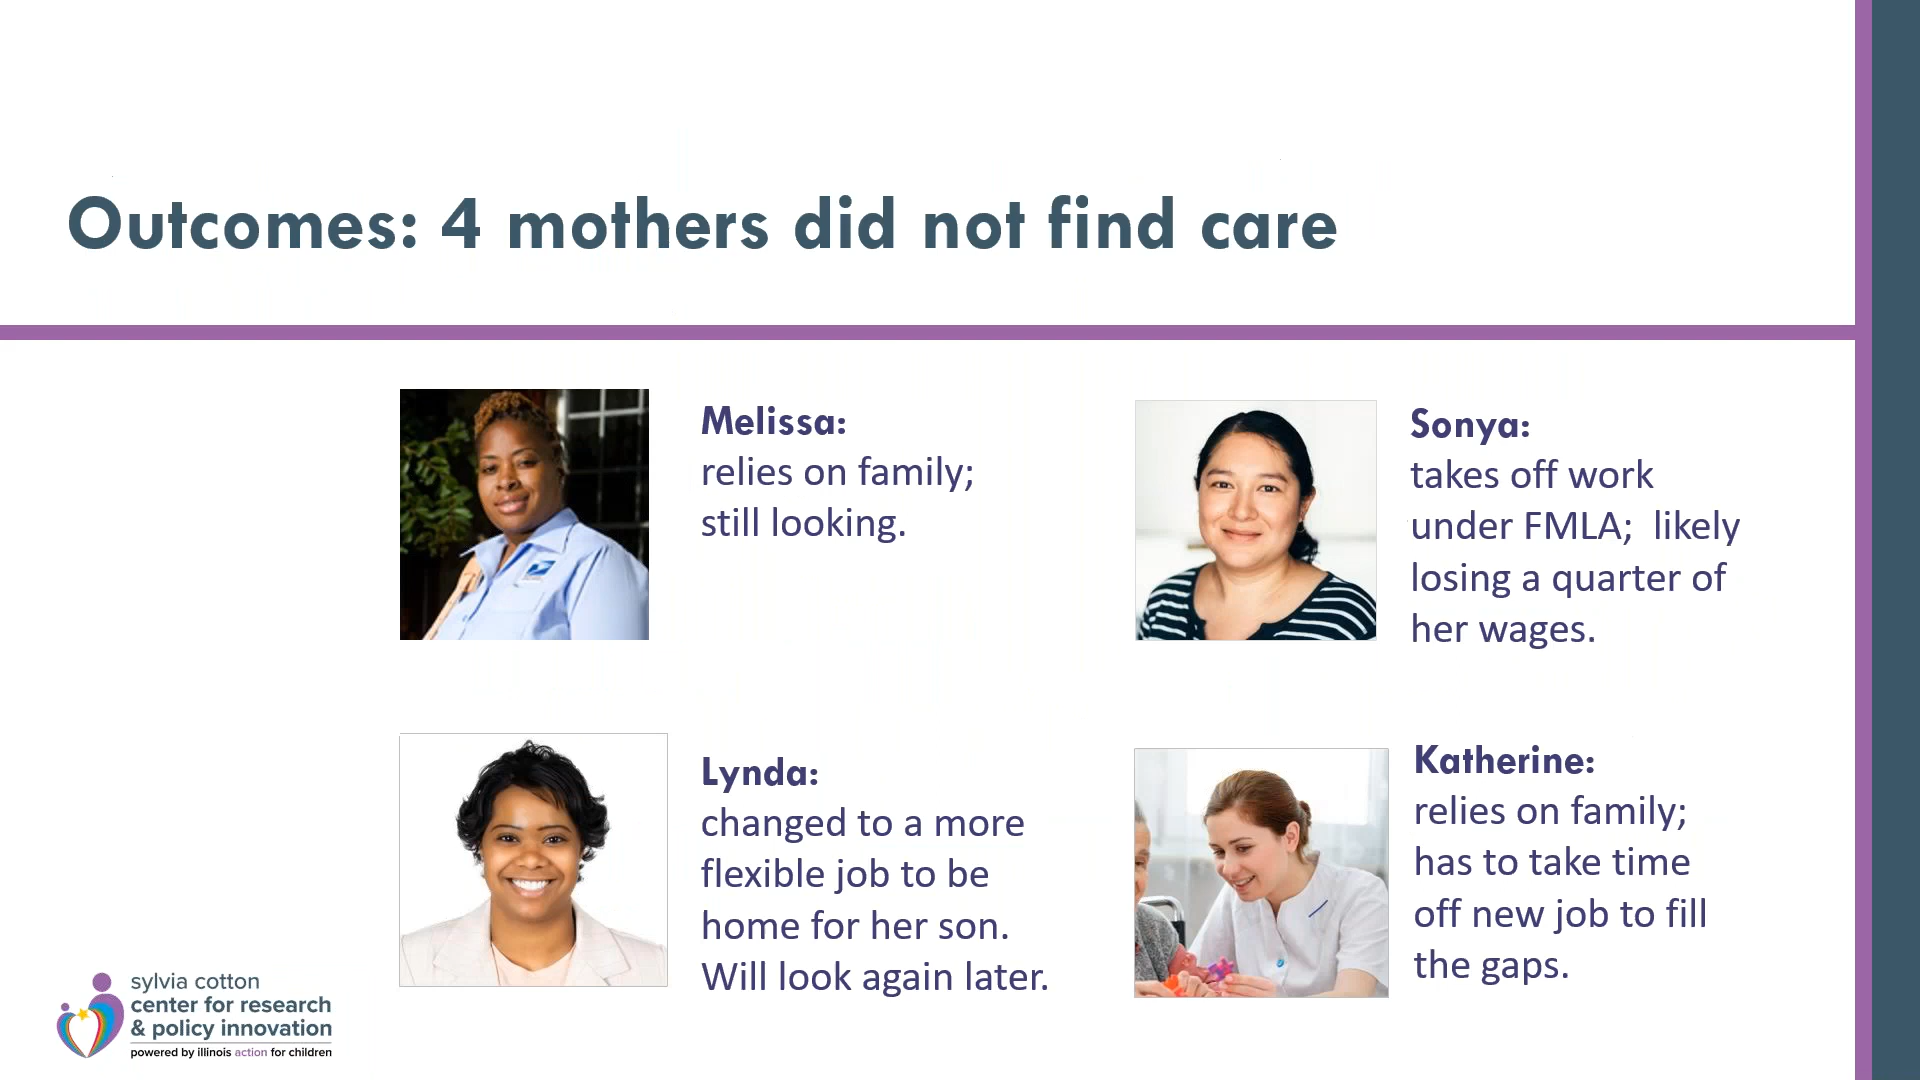 Outcomes: 4 mothers did not find care
Melissa:
relies on family;
still looking.
Sonya:
takes off work
under FMLA;  likely
losing a quarter of
her wages.
Lynda:
changed to a more
flexible job to be
home for her son.
Will look again later.
Katherine:
relies on family;
has to take time
off new job to fill
the gaps.
sylvia cotton
center for research
& policy innovation
powered by illinois action for children